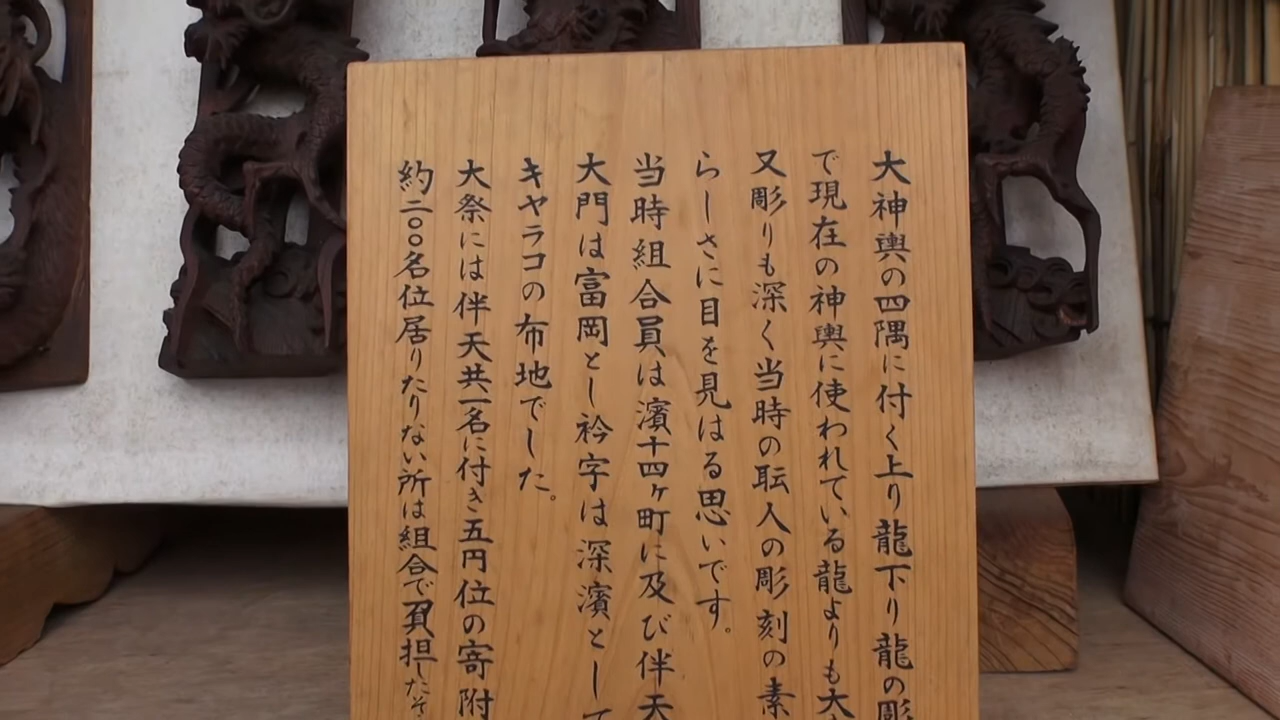 大神輿の四隅に付く上り龍下り龍の彫
で現在の神輿に使われている龍よりも大
又彫りも深く当時の耺人の彫刻の素
らしさに目を見はる思いです。
当時組合員は濱十四ヶ町に及び伴天
大門は富岡とし衿字は深濱として
キヤラコの布地でした。
大祭には伴天共一名に付き五円位の寄附
約二〇〇名位居りたりない所は組合で負担したそ